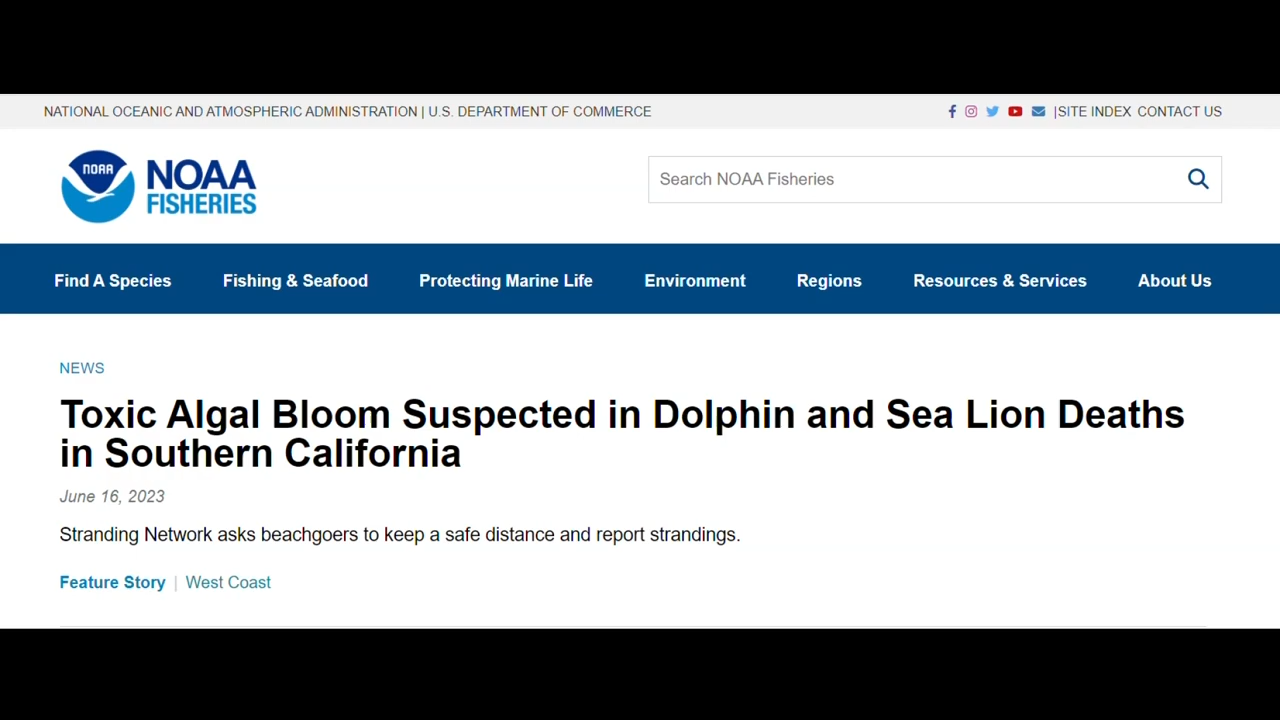 NATIONAL OCEANIC AND ATMOSPHERIC ADMINISTRATION | U.S. DEPARTMENT OF COMMERCE
|SITE INDEX CONTACT US
NOAA
NOAA
FISHERIES
Search NOAA Fisheries
Find A Species Fishing & Seafood Protecting Marine Life Environment Regions Resources & Services About Us
NEWS
Toxic Algal Bloom Suspected in Dolphin and Sea Lion Deaths
in Southern California
June 16, 2023
Stranding Network asks beachgoers to keep a safe distance and report strandings.
Feature Story | West Coast